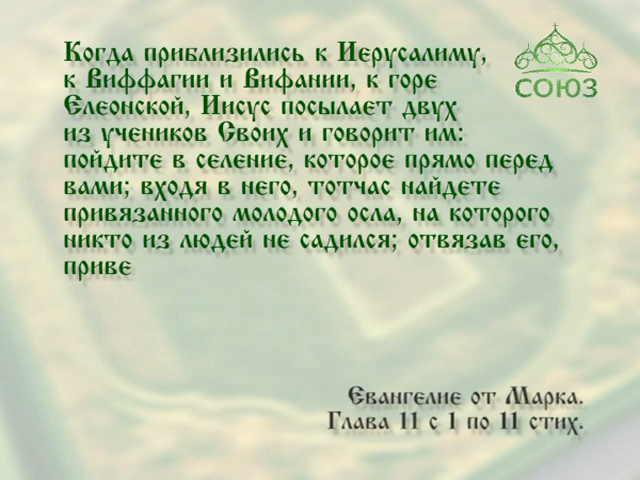 Когда приблизились к Иерусалиму,
к Виффагии и Вифании, к горе
Елеонской, Иисус посылает двух
из учеников Своих и говорит им:
пойдите в селение, которое прямо перед
вами; входя в него, тотчас найдете
привязанного молодого осла, на которого
никто из людей не садился; отвязав его,
приве
СОЮЗ
Евангелие от Марка.
Глава 11 с 1 по 11 стих.